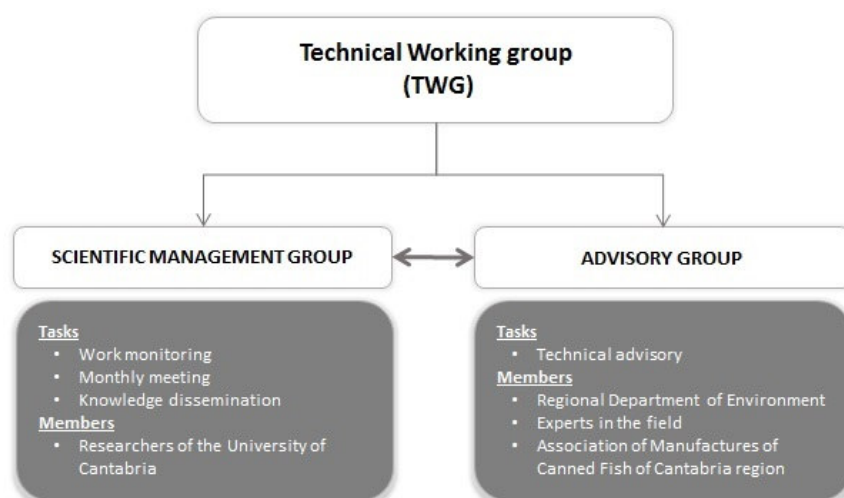 Technical Working group
(TWG)
SCIENTIFIC MANAGEMENT GROUP
Tasks
• Work monitoring
• Monthly meeting
• Knowledge dissemination
Members
• Researchers of the University of
Cantabria
ADVISORY GROUP
Tasks
• Technical advisory
Members
• Regional Department of Environment
• Experts in the field
• Association of Manufactures of
Canned Fish of Cantabria region